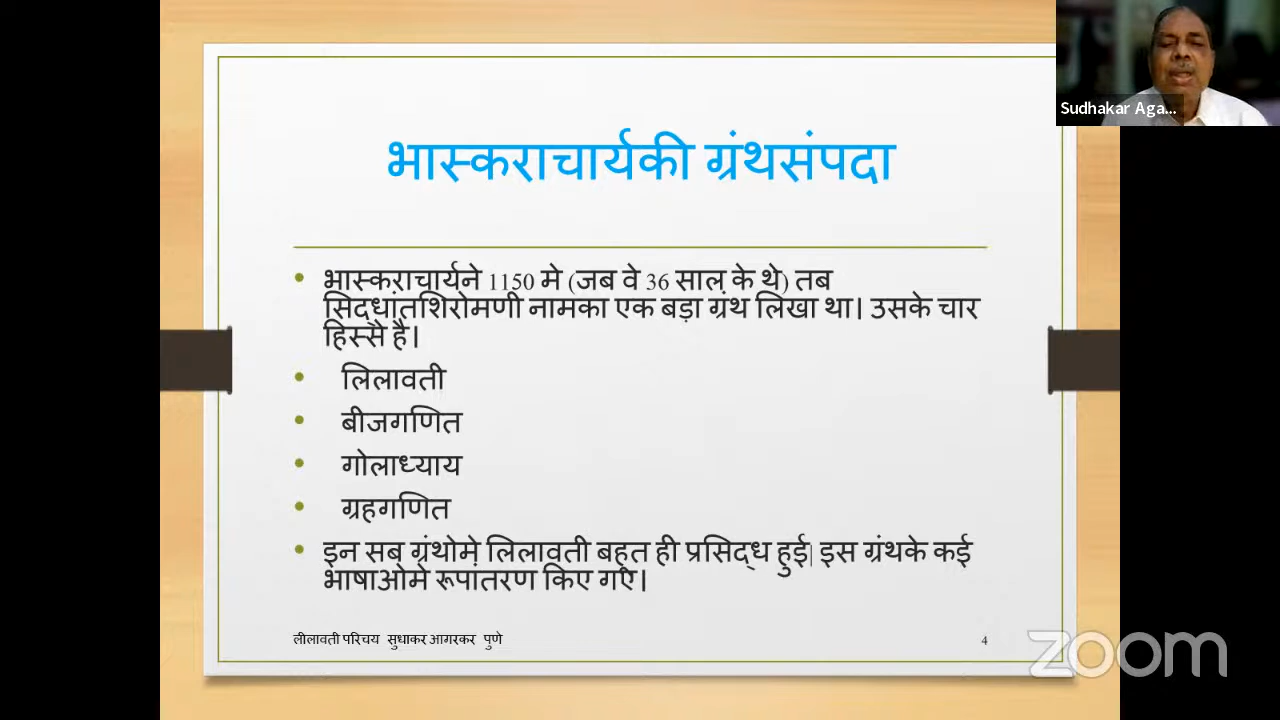 Sudhakar Aga...
भास्कराचार्यकी ग्रंथसंपदा
• भास्कराचार्यने 1150 मे (जब वे 36 साल के थे) तब
सिद्धांतशिरोमणी नामका एक बड़ा ग्रंथ लिखा था। उसके चार
हिस्से है।
• लिलावती
• बीजगणित
• गोलाध्याय
• ग्रहगणित
• इन सब ग्रंथोमे लिलावती बहूत ही प्रसिद्ध हुई| इस ग्रंथके कई
भाषाओमे रूपांतरण किए गए।
लीलावती परिचय सुधाकर आगरकर पुणे
4
zoom